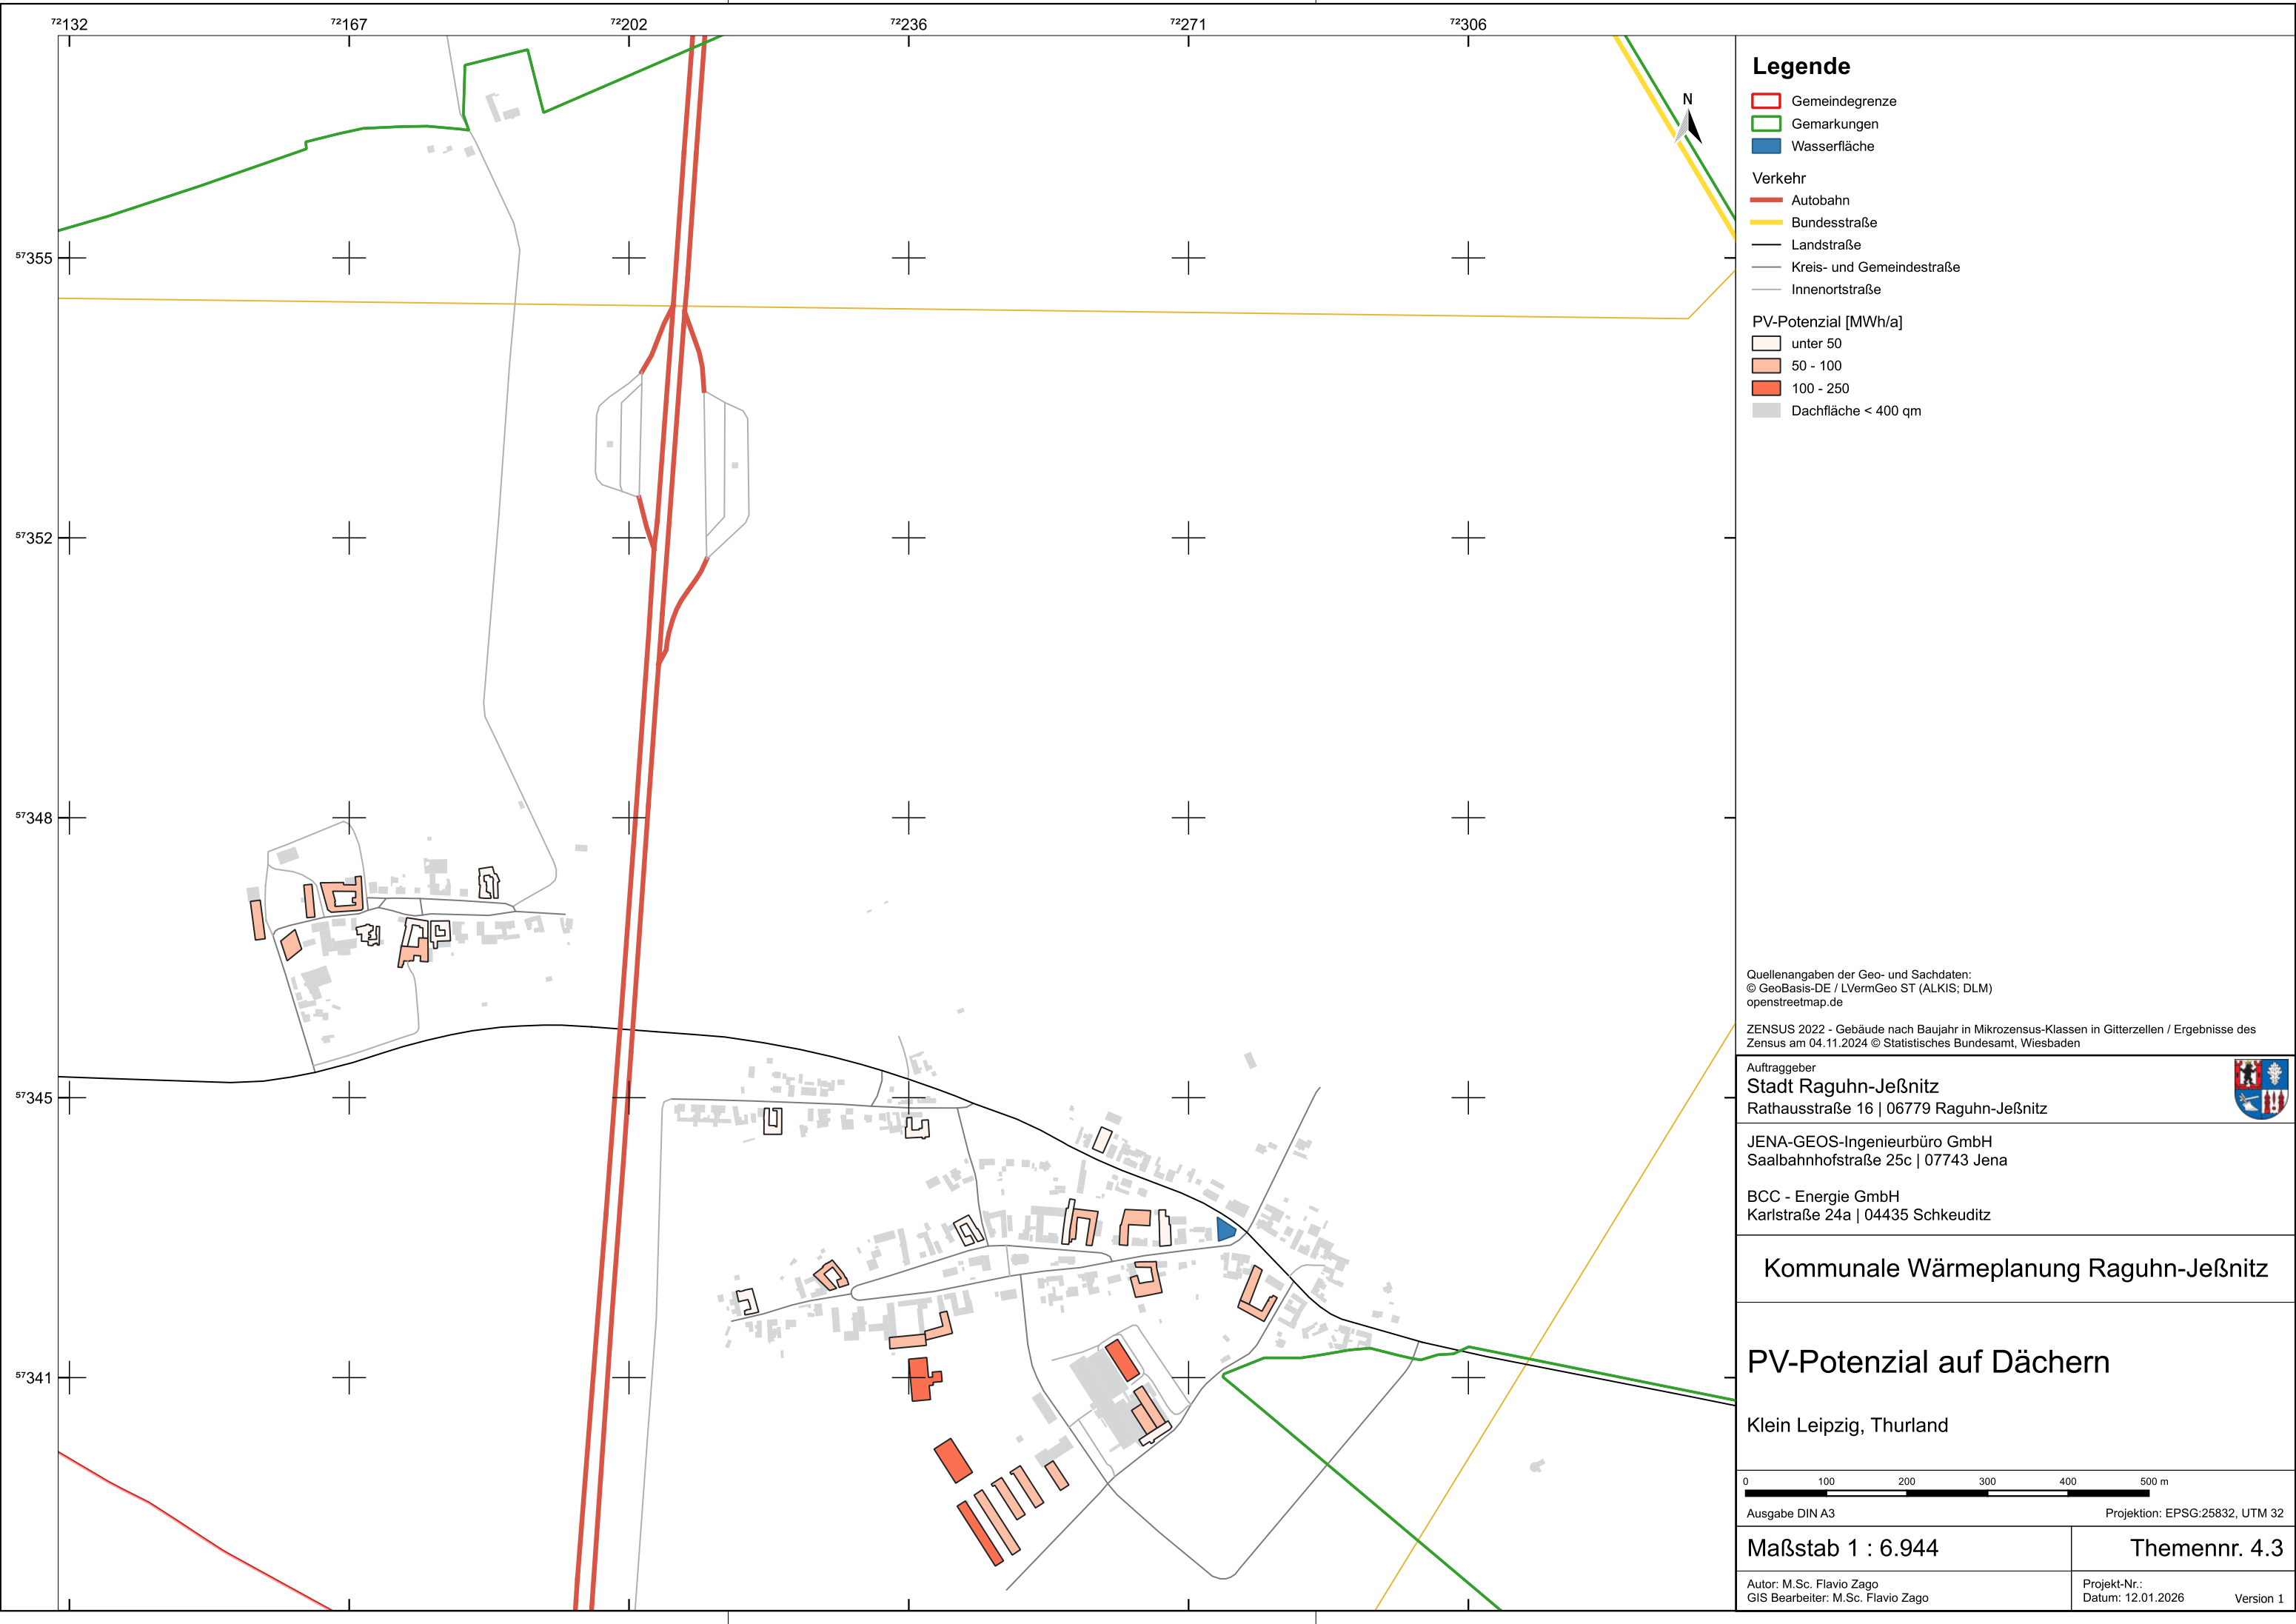 ⁷²132 ⁷²167 ⁷²202 ⁷²236 ⁷²271 ⁷²306
⁵⁷355
⁵⁷352
⁵⁷348
⁵⁷345
⁵⁷341
N
Legende
Gemeindegrenze
Gemarkungen
Wasserfläche
Verkehr
Autobahn
Bundesstraße
Landstraße
Kreis- und Gemeindestraße
Innenortstraße
PV-Potenzial [MWh/a]
unter 50
50 - 100
100 - 250
Dachfläche < 400 qm
Quellenangaben der Geo- und Sachdaten:
© GeoBasis-DE / LVermGeo ST (ALKIS; DLM)
openstreetmap.de
ZENSUS 2022 - Gebäude nach Baujahr in Mikrozensus-Klassen in Gitterzellen / Ergebnisse des
Zensus am 04.11.2024 © Statistisches Bundesamt, Wiesbaden
Auftraggeber
Stadt Raguhn-Jeßnitz
Rathausstraße 16 | 06779 Raguhn-Jeßnitz
JENA-GEOS-Ingenieurbüro GmbH
Saalbahnhofstraße 25c | 07743 Jena
BCC - Energie GmbH
Karlstraße 24a | 04435 Schkeuditz
Kommunale Wärmeplanung Raguhn-Jeßnitz
PV-Potenzial auf Dächern
Klein Leipzig, Thurland
0 100 200 300 400 500 m
Ausgabe DIN A3 Projektion: EPSG:25832, UTM 32
Maßstab 1 : 6.944 Themennr. 4.3
Autor: M.Sc. Flavio Zago Projekt-Nr.:
GIS Bearbeiter: M.Sc. Flavio Zago Datum: 12.01.2026 Version 1